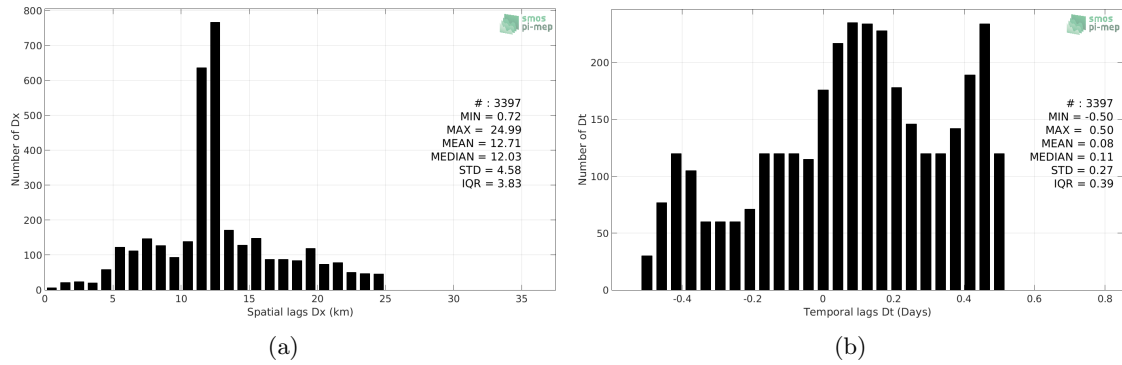 800
700
600
500
400
300
200
100
0
Number of Dx
0 5 10 15 20 25 30 35
Spatial lags Dx (km)
smos
pi-mep
# : 3397
MIN = 0.72
MAX = 24.99
MEAN = 12.71
MEDIAN = 12.03
STD = 4.58
IQR = 3.83
(a)
200
150
100
50
0
Number of Dt
-0.4 -0.2 0 0.2 0.4 0.6 0.8
Temporal lags Dt (Days)
smos
pi-mep
# : 3397
MIN = -0.50
MAX = 0.50
MEAN = 0.08
MEDIAN = 0.11
STD = 0.27
IQR = 0.39
(b)